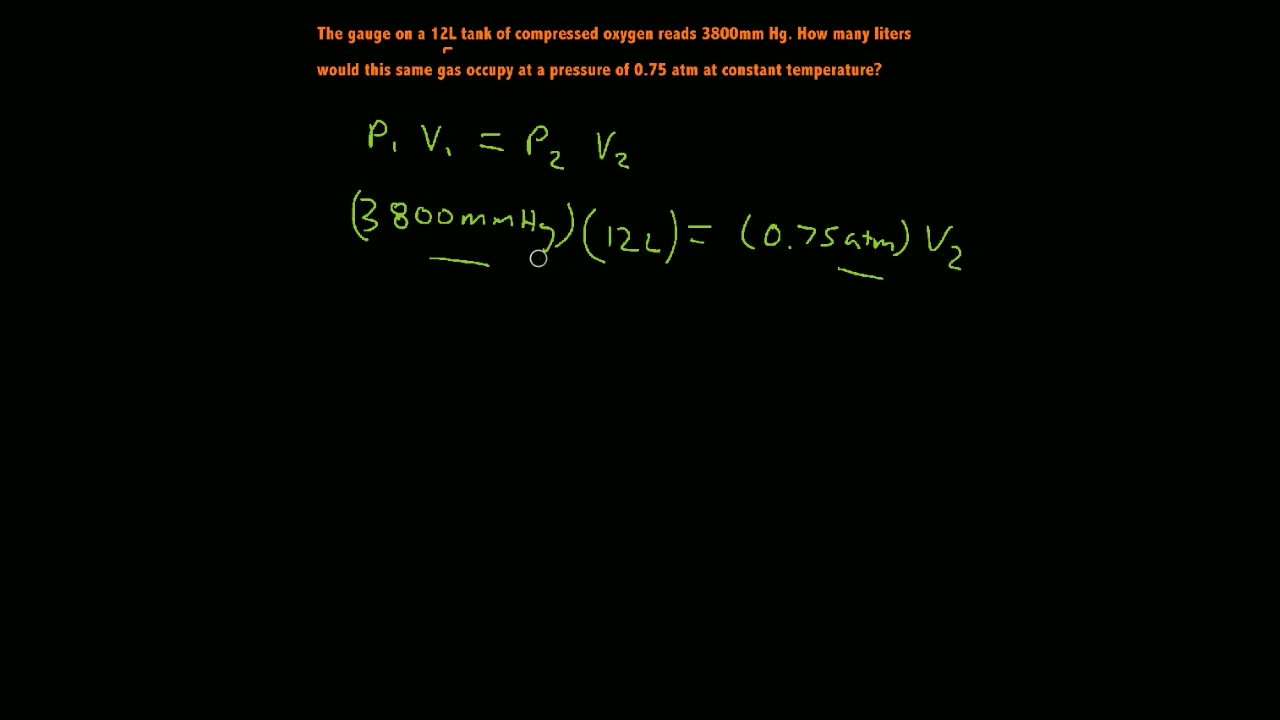 The gauge on a 12L tank of compressed oxygen reads 3800mm Hg. How many liters
would this same gas occupy at a pressure of 0.75 atm at constant temperature?
P₁ V₁ = P₂ V₂
(3800mmHg)(12L) = (0.75atm) V₂